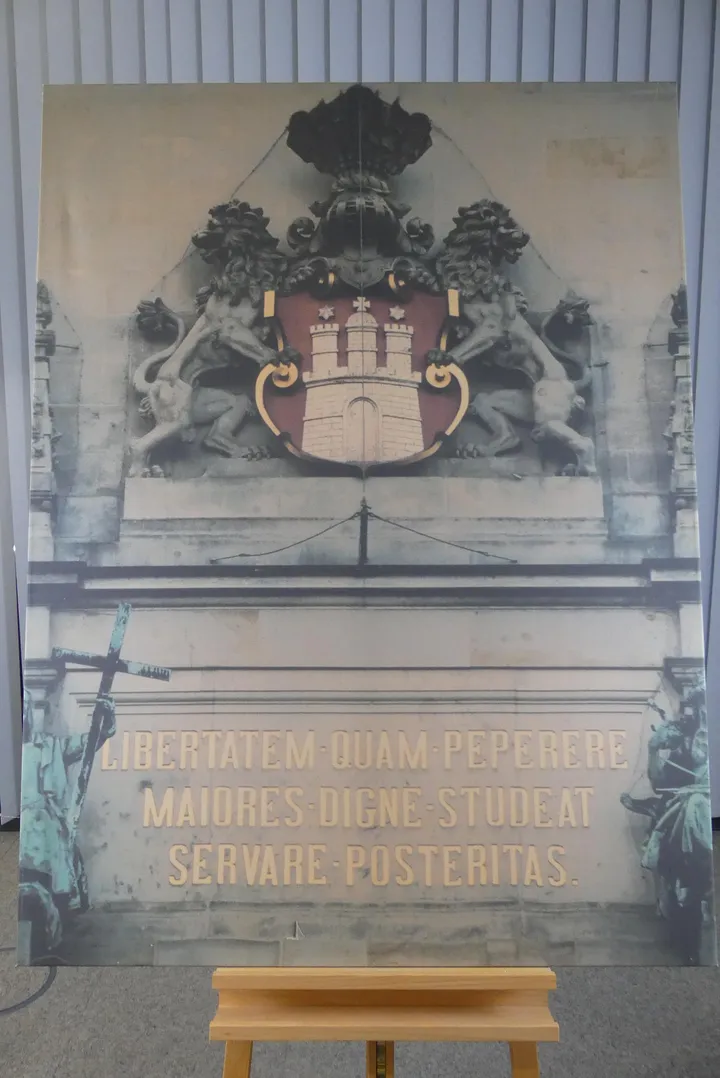 LIBERTATEM·QUAM·PEPERERE
MAIORES·DIGNE·STUDEAT
SERVARE·POSTERITAS.